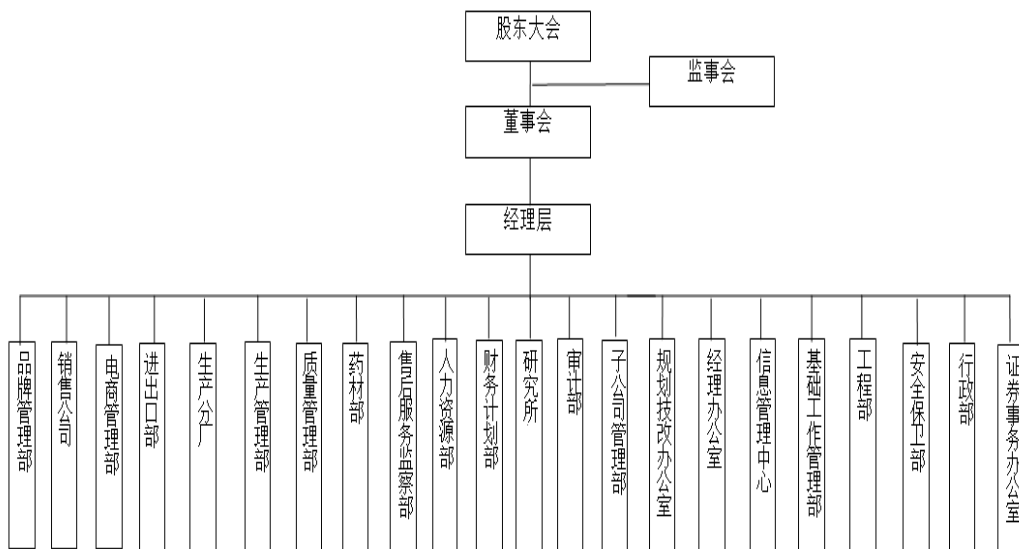 股东大会
监事会
董事会
经理层
品牌管理部
销售公司
电商管理部
进出口部
生产分厂
生产管理部
质量管理部
药材部
售后服务监察部
人力资源部
财务计划部
研究所
审计部
子公司管理部
规划技改办公室
经理办公室
信息管理中心
基础工作管理部
工程部
安全保卫部
行政部
证券事务办公室